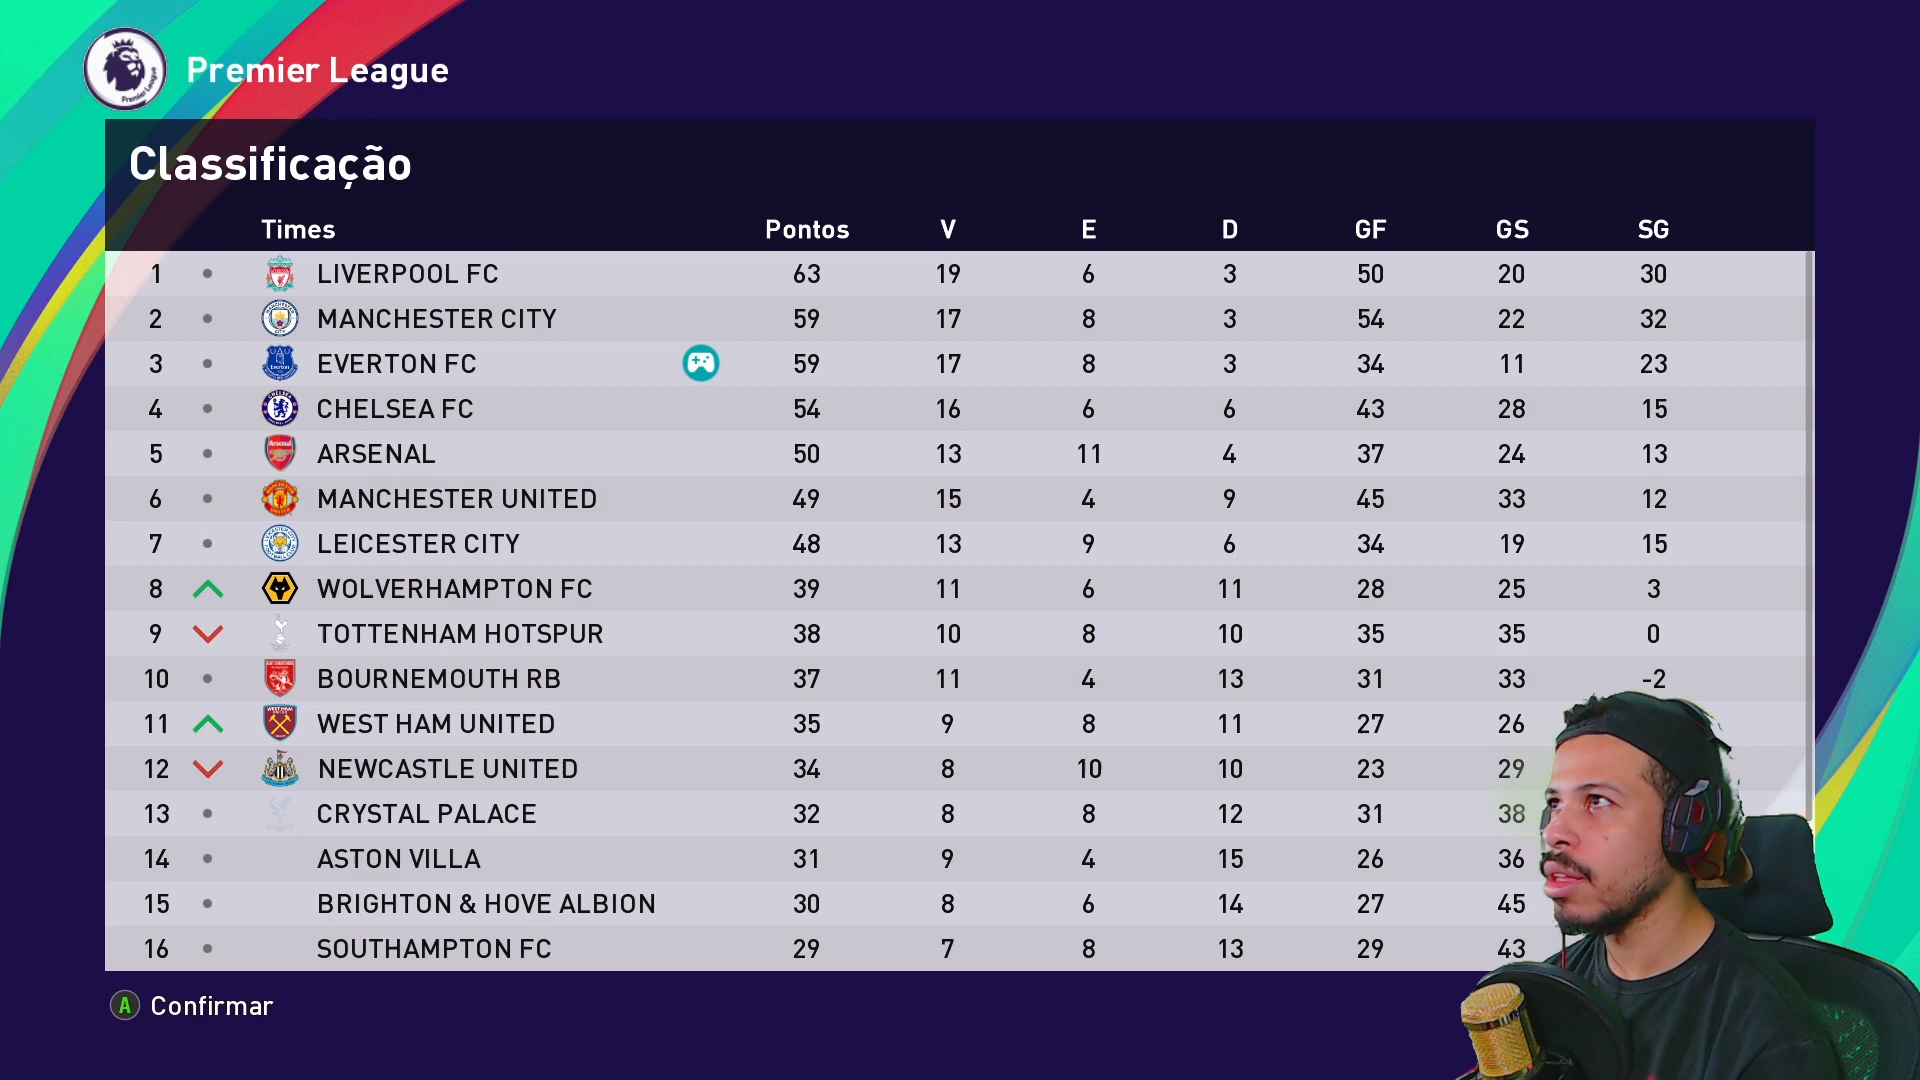 Premier League
Classificação
Times Pontos V E D GF GS SG
1 LIVERPOOL FC 63 19 6 3 50 20 30
2 MANCHESTER CITY 59 17 8 3 54 22 32
3 EVERTON FC 59 17 8 3 34 11 23
4 CHELSEA FC 54 16 6 6 43 28 15
5 ARSENAL 50 13 11 4 37 24 13
6 MANCHESTER UNITED 49 15 4 9 45 33 12
7 LEICESTER CITY 48 13 9 6 34 19 15
8 WOLVERHAMPTON FC 39 11 6 11 28 25 3
9 TOTTENHAM HOTSPUR 38 10 8 10 35 35 0
10 BOURNEMOUTH RB 37 11 4 13 31 33 -2
11 WEST HAM UNITED 35 9 8 11 27 26
12 NEWCASTLE UNITED 34 8 10 10 23 29
13 CRYSTAL PALACE 32 8 8 12 31 38
14 ASTON VILLA 31 9 4 15 26 36
15 BRIGHTON & HOVE ALBION 30 8 6 14 27 45
16 SOUTHAMPTON FC 29 7 8 13 29 43
A Confirmar